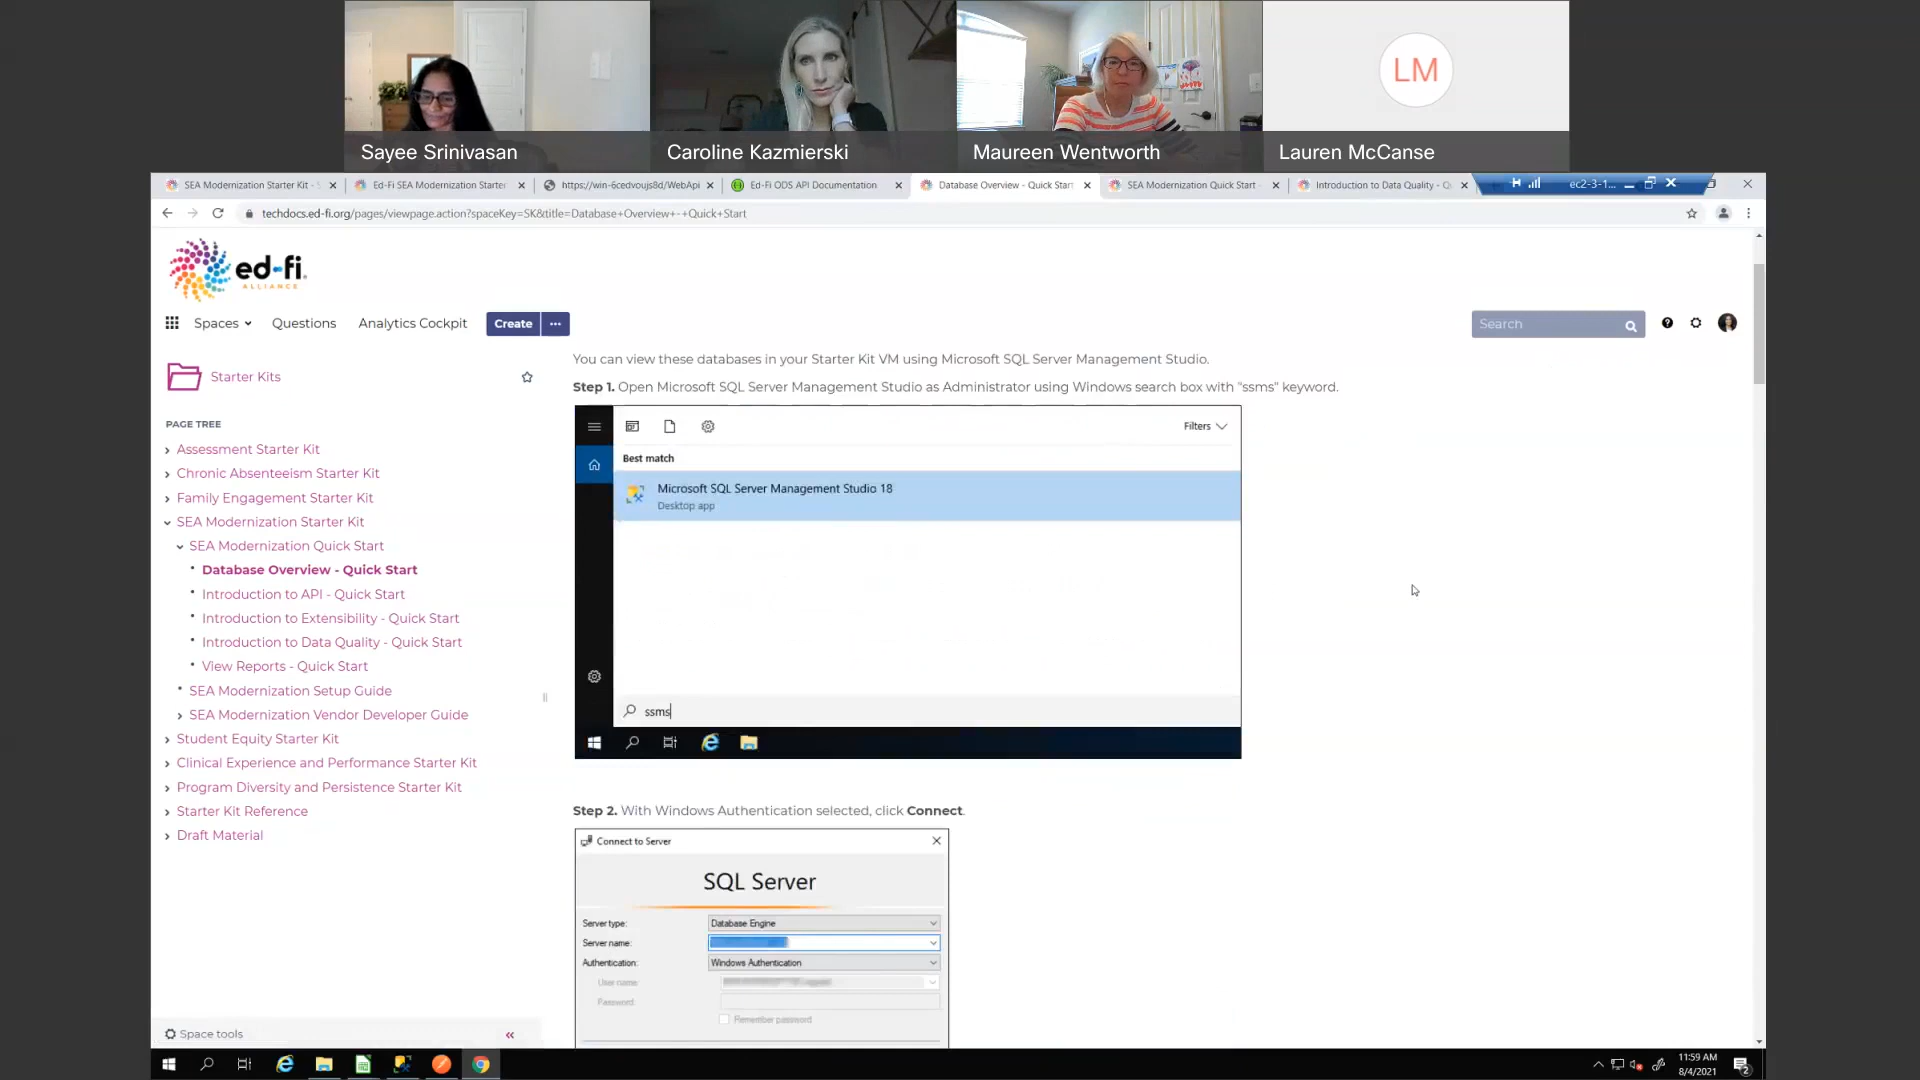 LM
Sayee Srinivasan
Caroline Kazmierski
Maureen Wentworth
Lauren McCanse
SEA Modernization Starter Kit -
Ed-Fi SEA Modernization Starter
https://win-6cedvoujs8d/WebApi
Ed-Fi ODS API Documentation
Database Overview - Quick Start
SEA Modernization Quick Start -
Introduction to Data Quality - Q
ec2-3-1...
techdocs.ed-fi.org/pages/viewpage.action?spaceKey=SK&title=Database+Overview+-+Quick+Start
ed-fi
ALLIANCE
Spaces
Questions
Analytics Cockpit
Create
Search
Starter Kits
PAGE TREE
Assessment Starter Kit
Chronic Absenteeism Starter Kit
Family Engagement Starter Kit
SEA Modernization Starter Kit
SEA Modernization Quick Start
Database Overview - Quick Start
Introduction to API - Quick Start
Introduction to Extensibility - Quick Start
Introduction to Data Quality - Quick Start
View Reports - Quick Start
SEA Modernization Setup Guide
SEA Modernization Vendor Developer Guide
Student Equity Starter Kit
Clinical Experience and Performance Starter Kit
Program Diversity and Persistence Starter Kit
Starter Kit Reference
Draft Material
Space tools
You can view these databases in your Starter Kit VM using Microsoft SQL Server Management Studio.
Step 1. Open Microsoft SQL Server Management Studio as Administrator using Windows search box with "ssms" keyword.
Filters
Best match
Microsoft SQL Server Management Studio 18
Desktop app
ssms
Step 2. With Windows Authentication selected, click Connect.
Connect to Server
SQL Server
Server type:
Database Engine
Server name:
Authentication:
Windows Authentication
User name:
Password:
Remember password
11:59 AM
8/4/2021
2